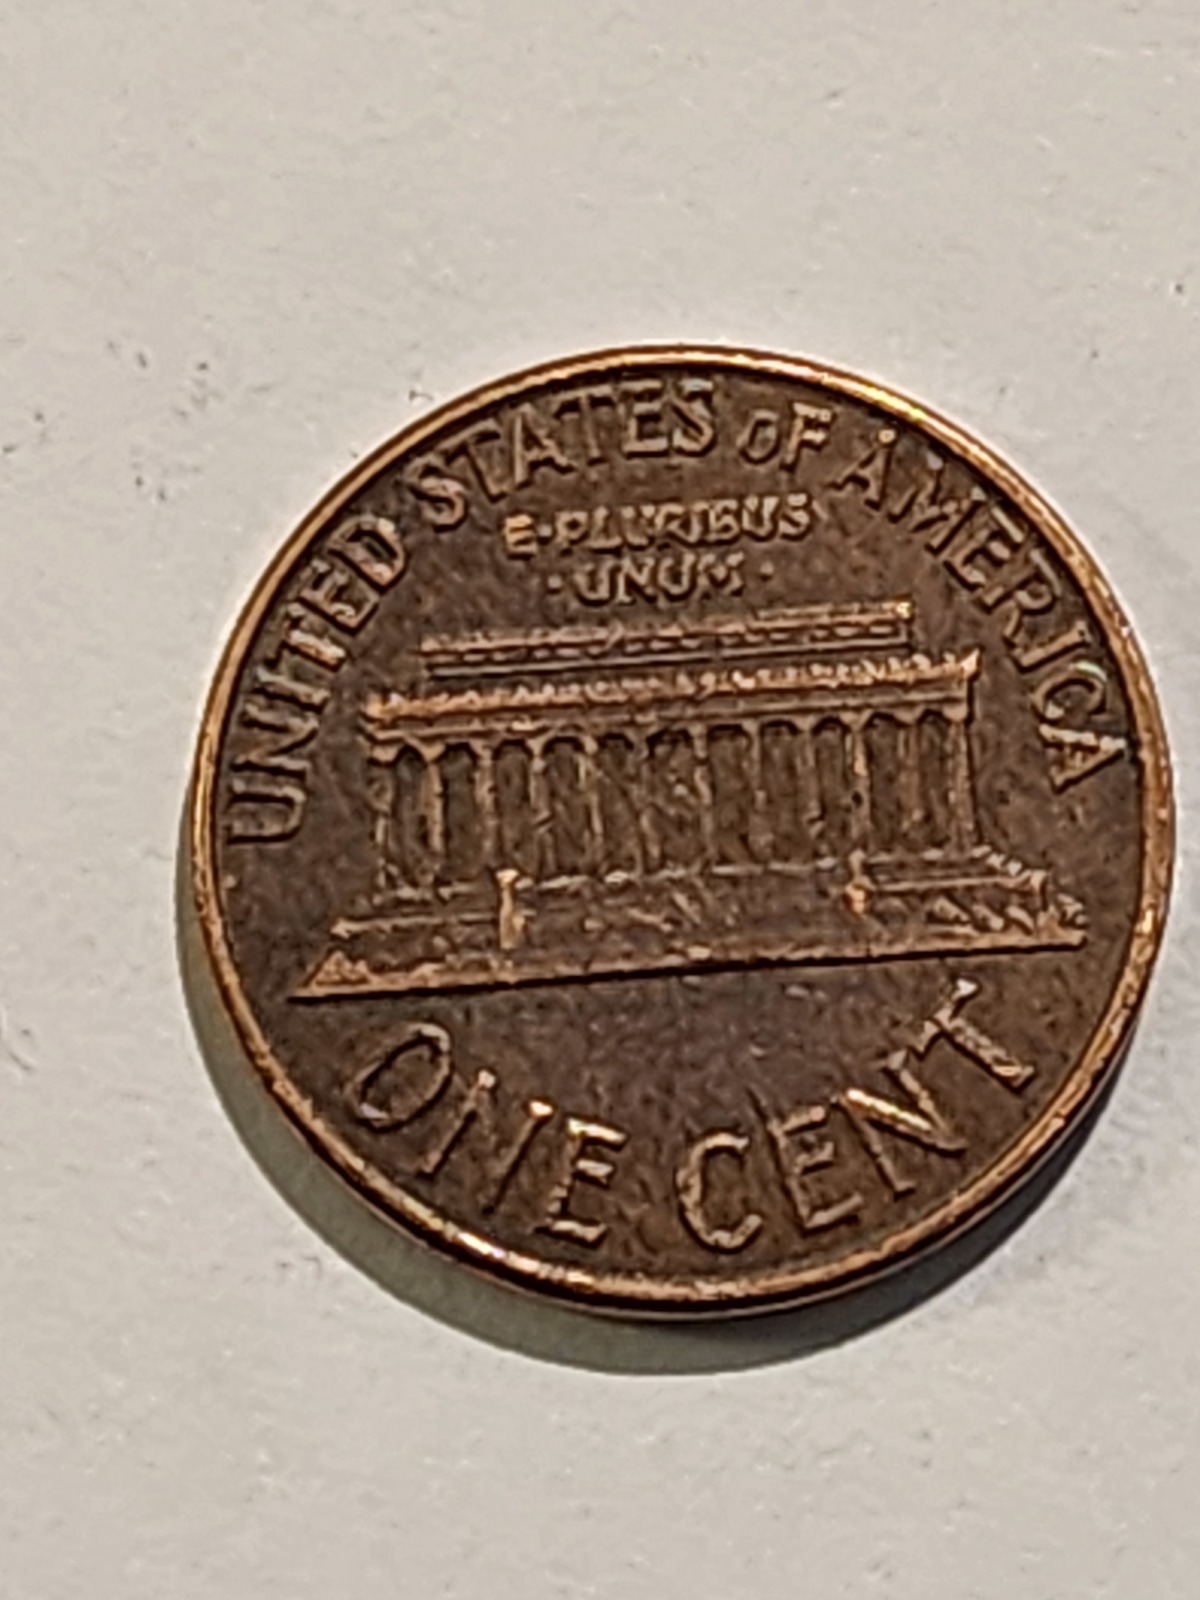 UNITED STATES OF AMERICA
E·PLURIBUS
·UNUM·
ONE CENT